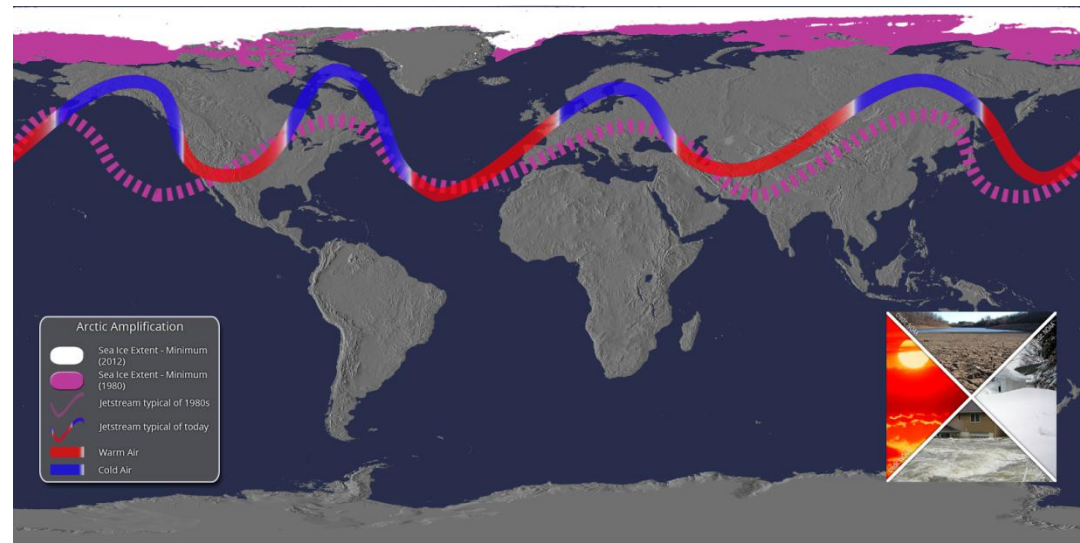 Arctic Amplification
Sea Ice Extent - Minimum
(2012)
Sea Ice Extent - Minimum
(1980)
Jetstream typical of 1980s
Jetstream typical of today
Warm Air
Cold Air